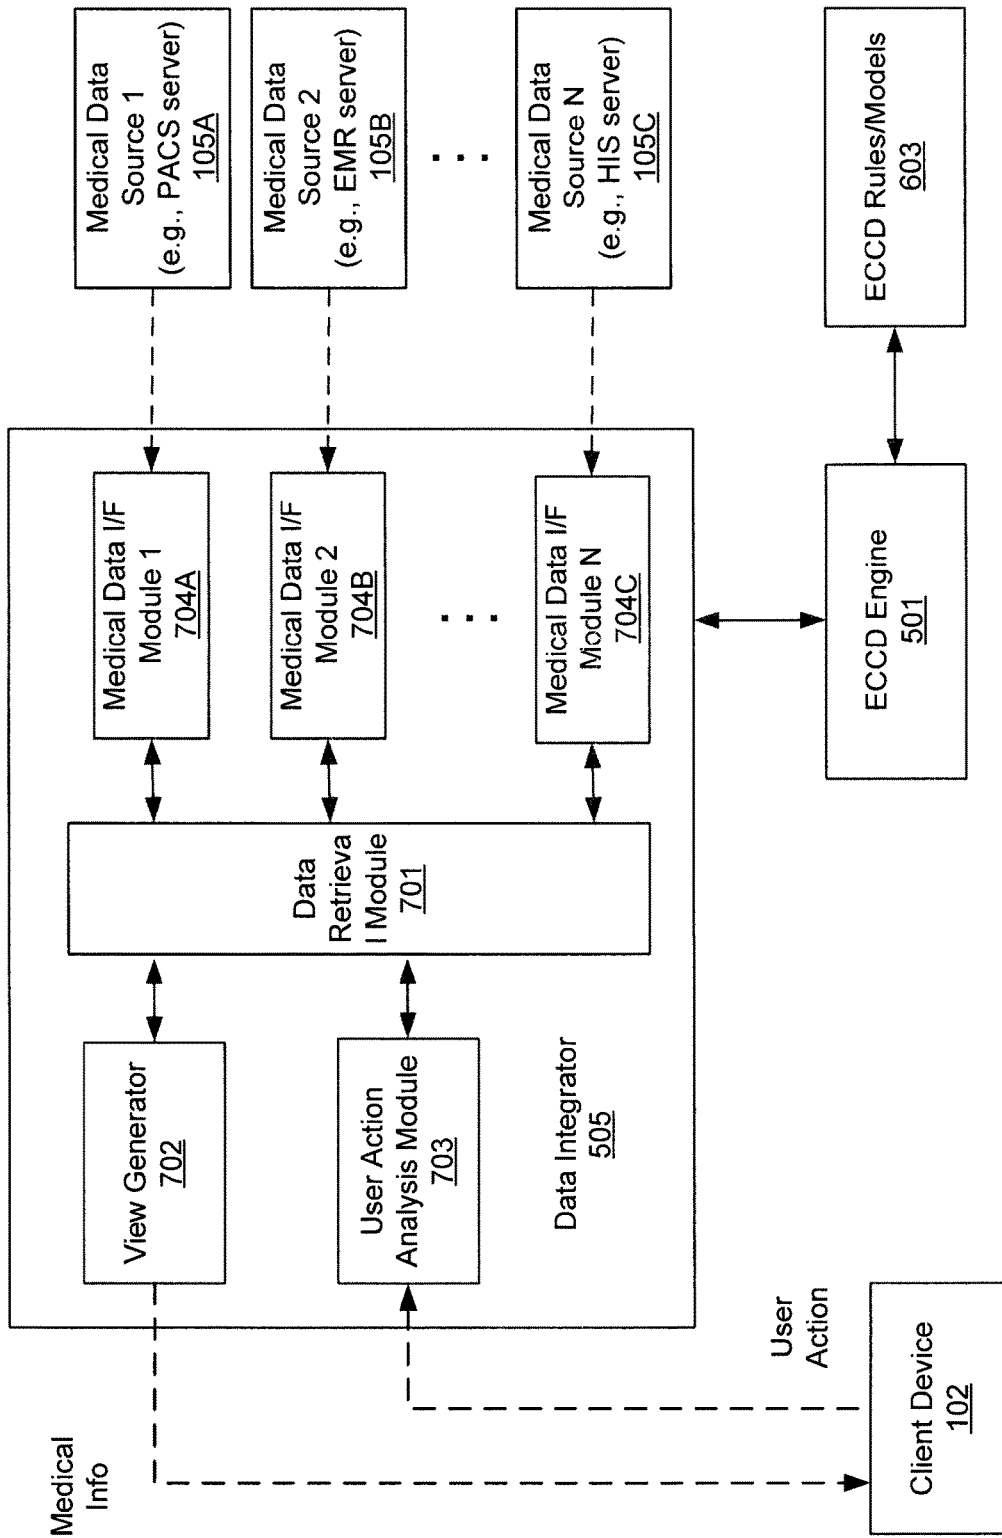 Medical
Info
View Generator
702
User Action
Analysis Module
703
Data Integrator
505
User
Action
Client Device
102
Data
Retrieva
l Module
701
Medical Data I/F
Module 1
704A
Medical Data I/F
Module 2
704B
. . .
Medical Data I/F
Module N
704C
Medical Data
Source 1
(e.g., PACS server)
105A
Medical Data
Source 2
(e.g., EMR server)
105B
. . .
Medical Data
Source N
(e.g., HIS server)
105C
ECCD Engine
501
ECCD Rules/Models
603